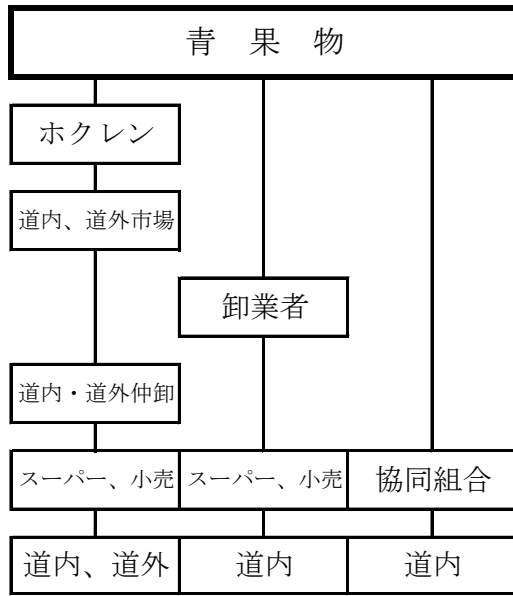 青果物
ホクレン
道内、道外市場
卸業者
道内・道外仲卸
スーパー、小売
スーパー、小売
協同組合
道内、道外
道内
道内